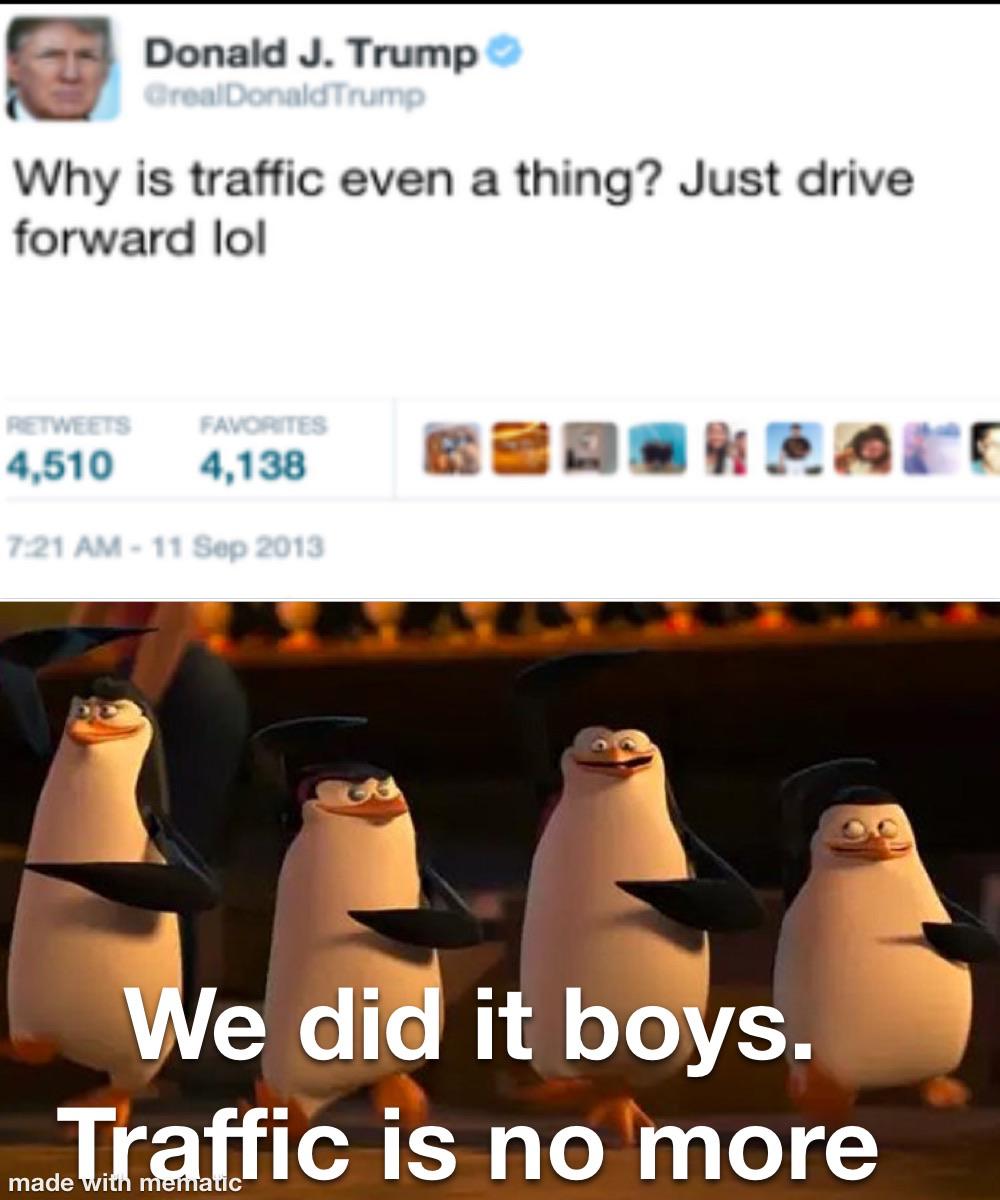 Donald J. Trump
@realDonaldTrump
Why is traffic even a thing? Just drive
forward lol
RETWEETS FAVORITES
4,510 4,138
7:21 AM - 11 Sep 2013
We did it boys.
Traffic is no more
made with mematic